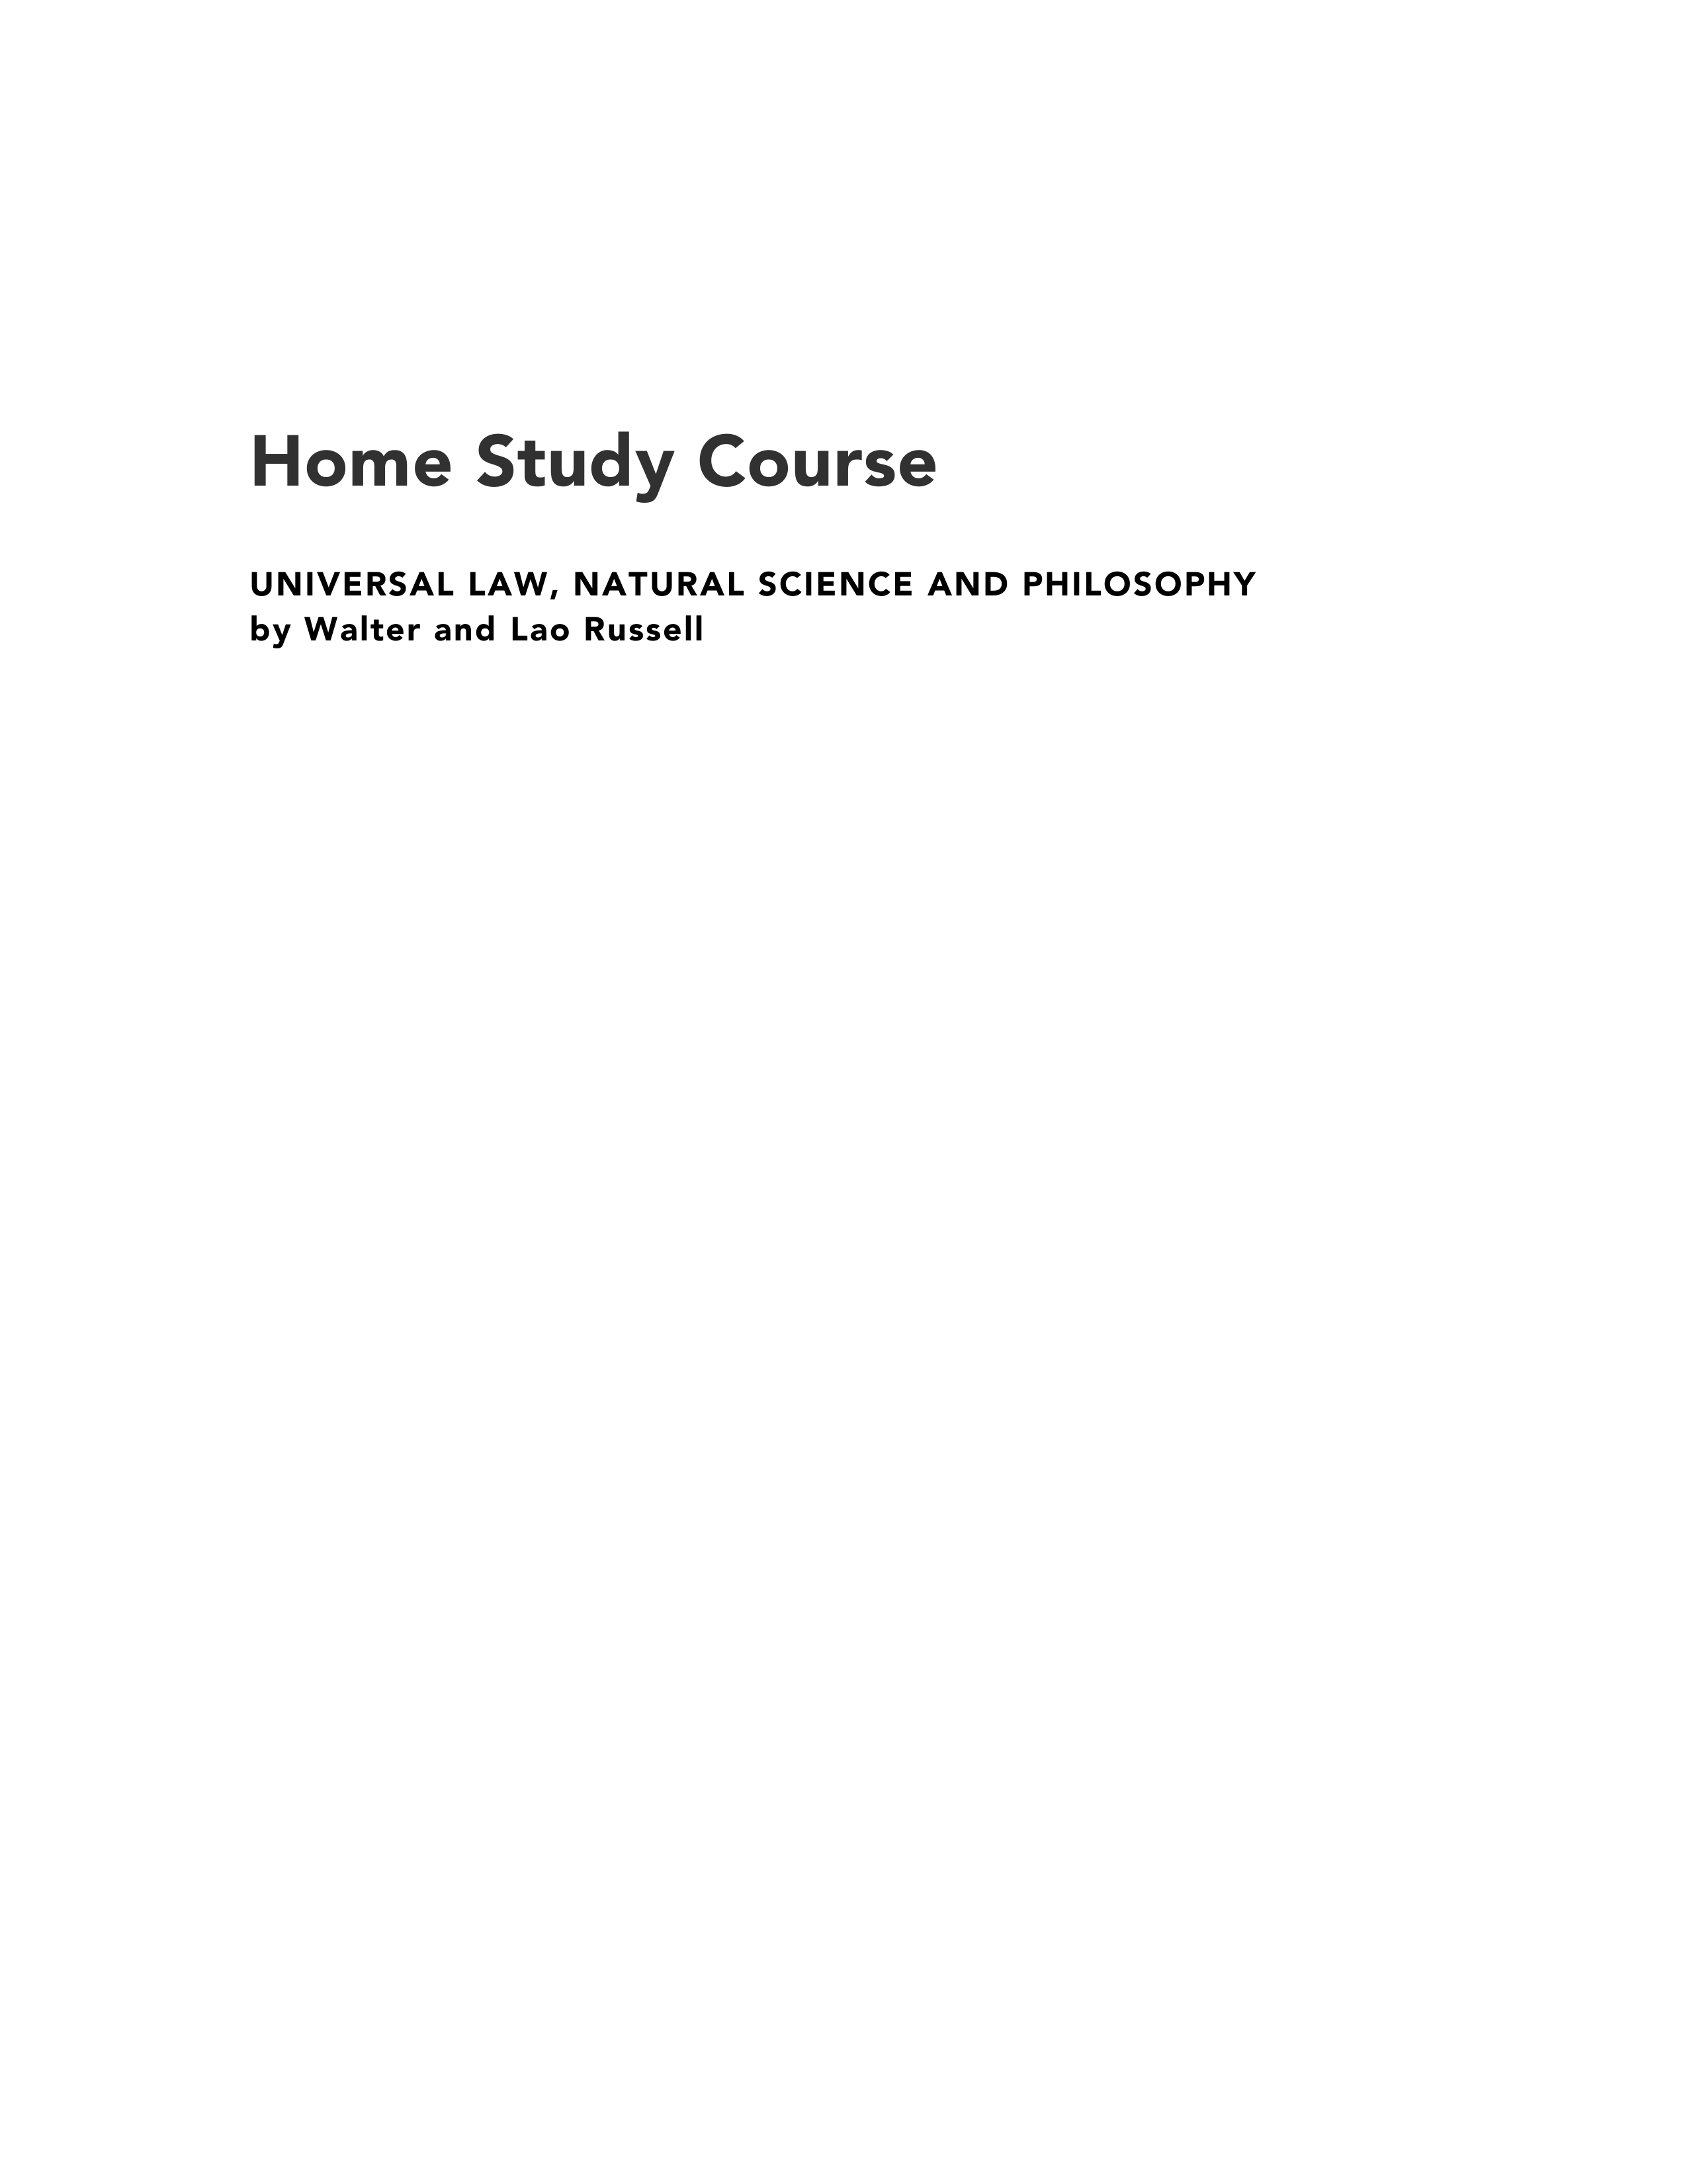 Home Study Course
UNIVERSAL LAW, NATURAL SCIENCE AND PHILOSOPHY
by Walter and Lao Russell